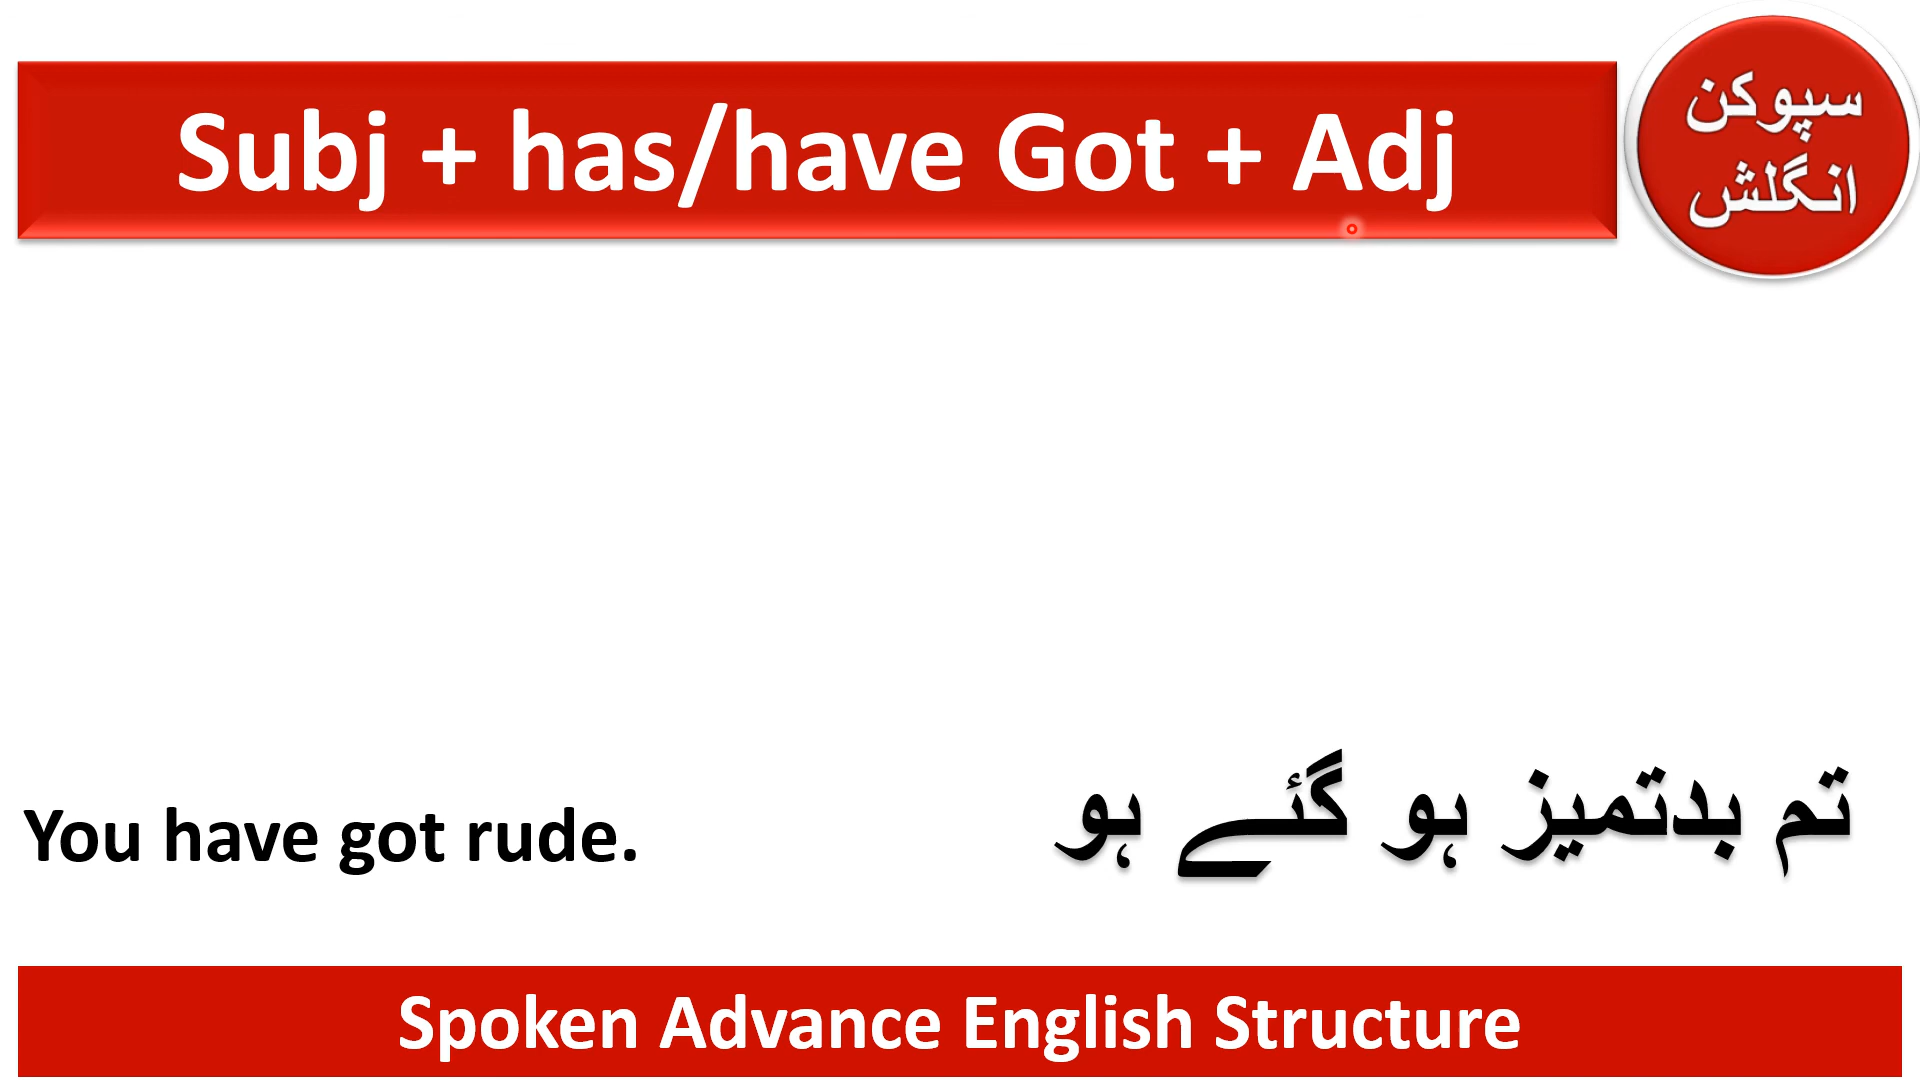 Subj + has/have Got + Adj
سپوکن
انگلش
You have got rude.
تم بدتمیز ہو گئے ہو
Spoken Advance English Structure